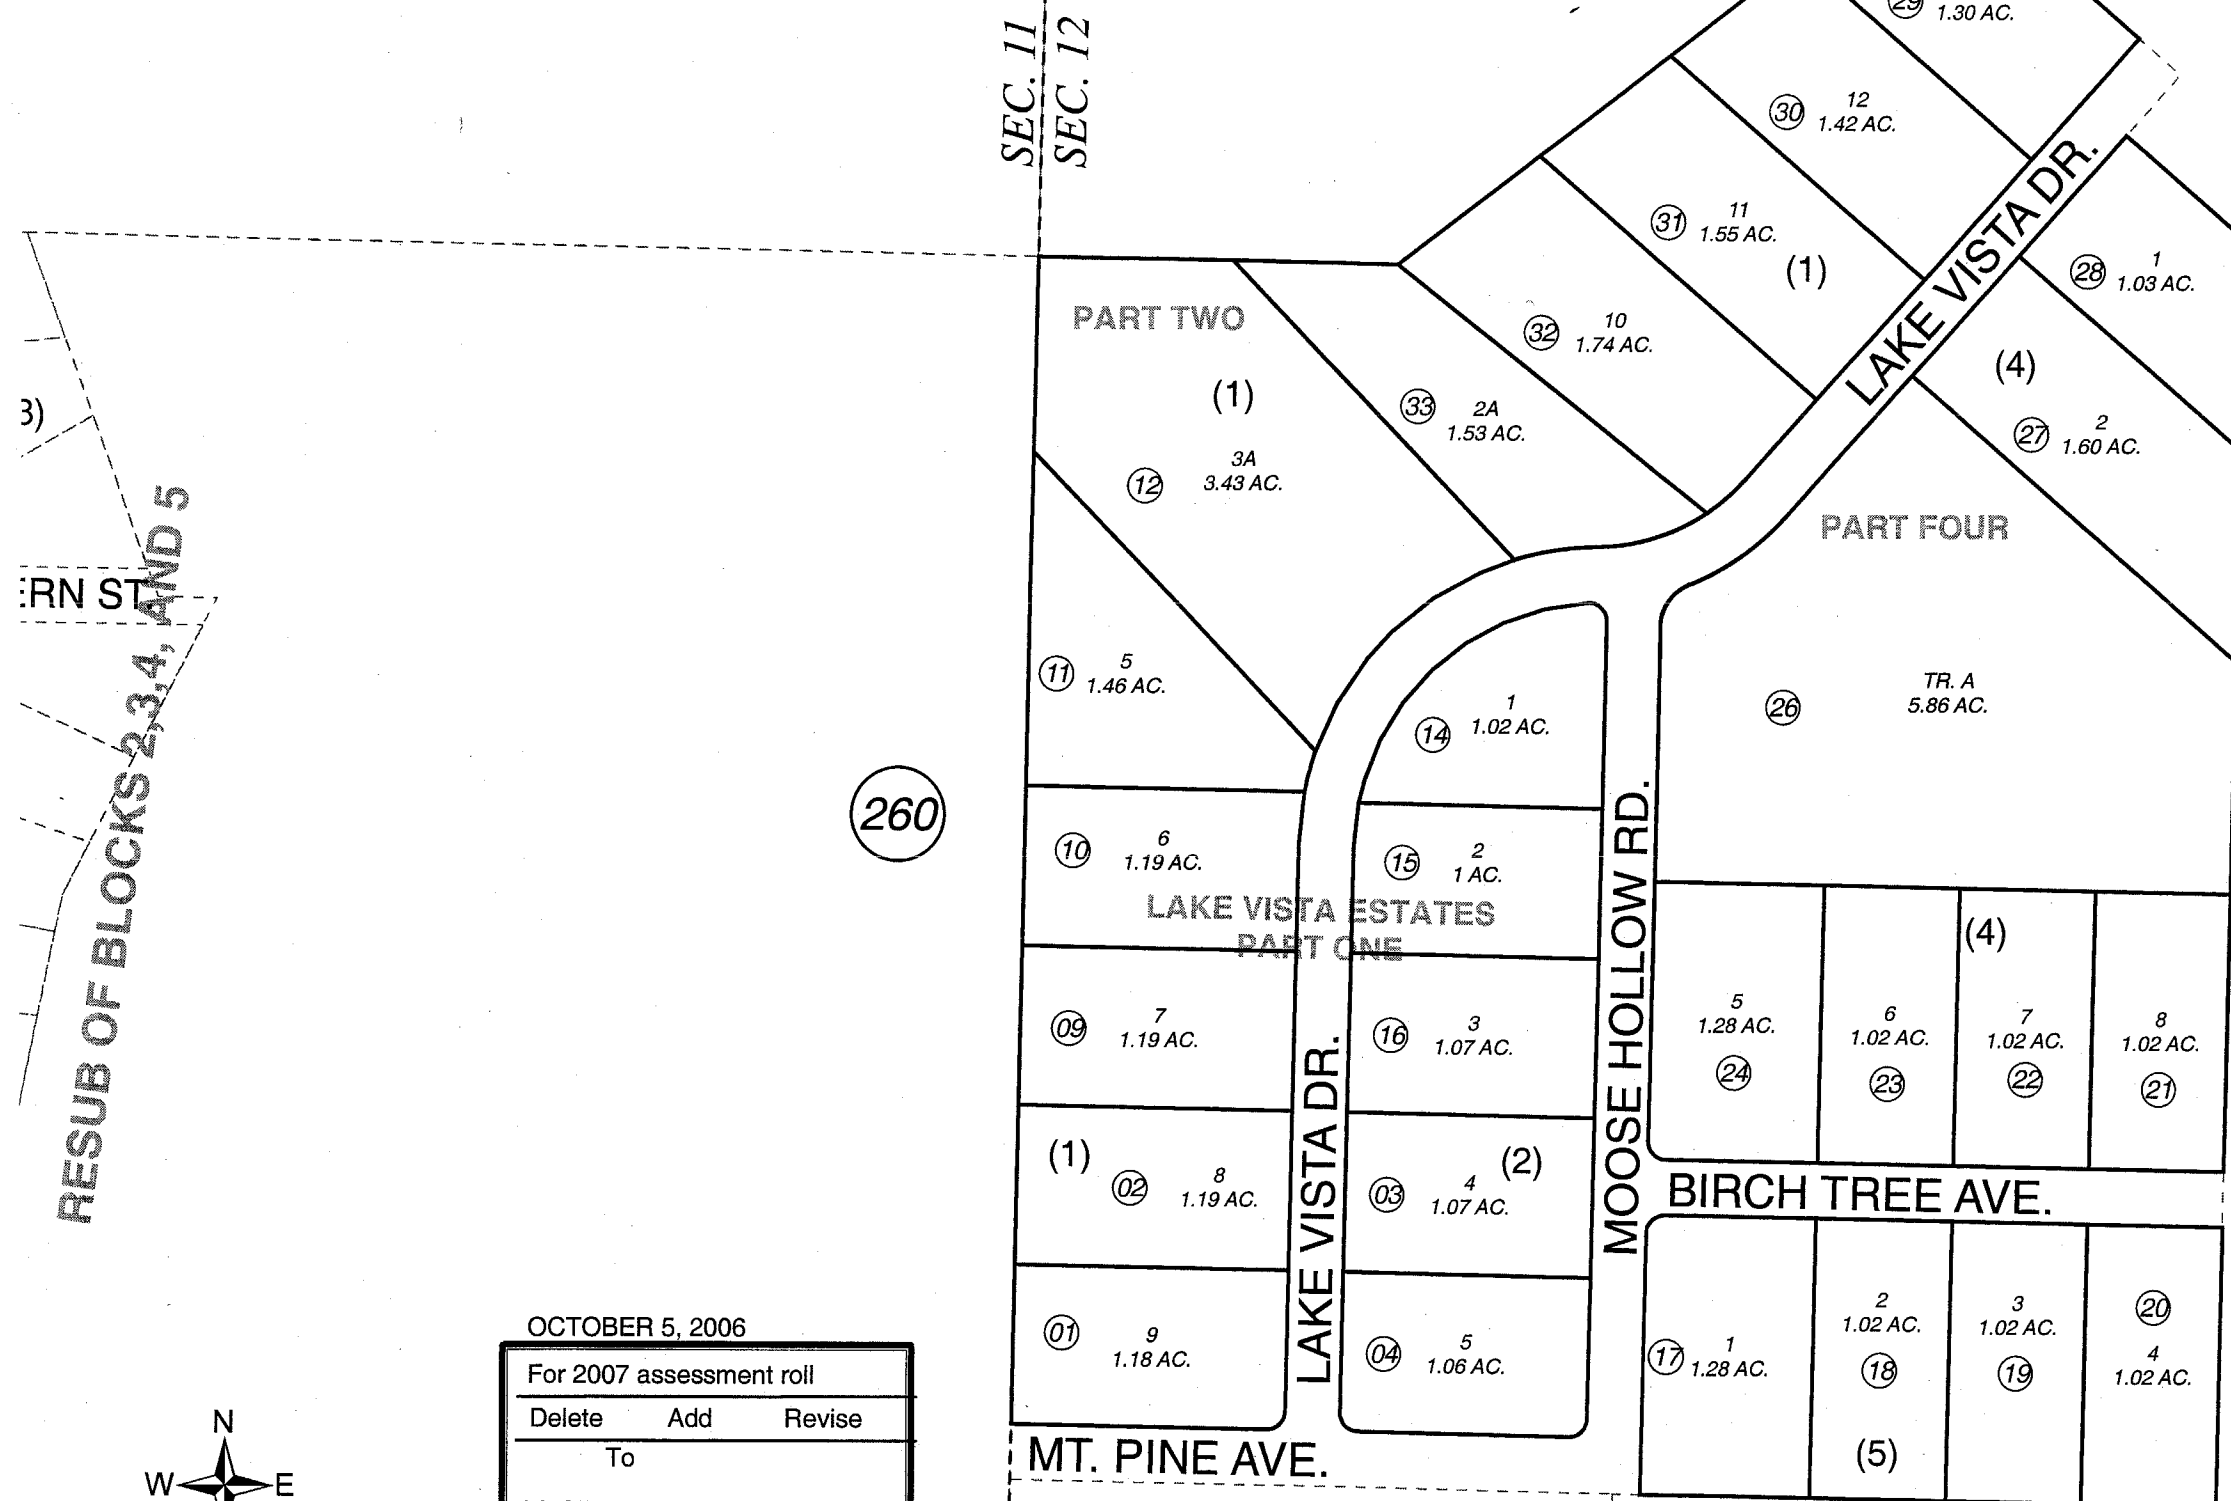 SEC. 11
SEC. 12
29
1.30 AC.
30
12
1.42 AC.
31
11
1.55 AC.
(1)
LAKE VISTA DR.
28
1
1.03 AC.
PART TWO
32
10
1.74 AC.
(4)
(1)
33
2A
1.53 AC.
27
2
1.60 AC.
3)
12
3A
3.43 AC.
PART FOUR
ERN ST.
RESUB OF BLOCKS 2,3,4, AND 5
11
5
1.46 AC.
14
1
1.02 AC.
26
TR. A
5.86 AC.
260
10
6
1.19 AC.
15
2
1 AC.
LAKE VISTA ESTATES
PART ONE
MOOSE HOLLOW RD.
(4)
09
7
1.19 AC.
16
3
1.07 AC.
5
1.28 AC.
24
6
1.02 AC.
23
7
1.02 AC.
22
8
1.02 AC.
21
(1)
02
8
1.19 AC.
LAKE VISTA DR.
03
4
1.07 AC.
(2)
BIRCH TREE AVE.
01
9
1.18 AC.
04
5
1.06 AC.
17
1
1.28 AC.
2
1.02 AC.
18
3
1.02 AC.
19
20
4
1.02 AC.
(5)
MT. PINE AVE.
OCTOBER 5, 2006
For 2007 assessment roll
Delete Add Revise
To
N
W E